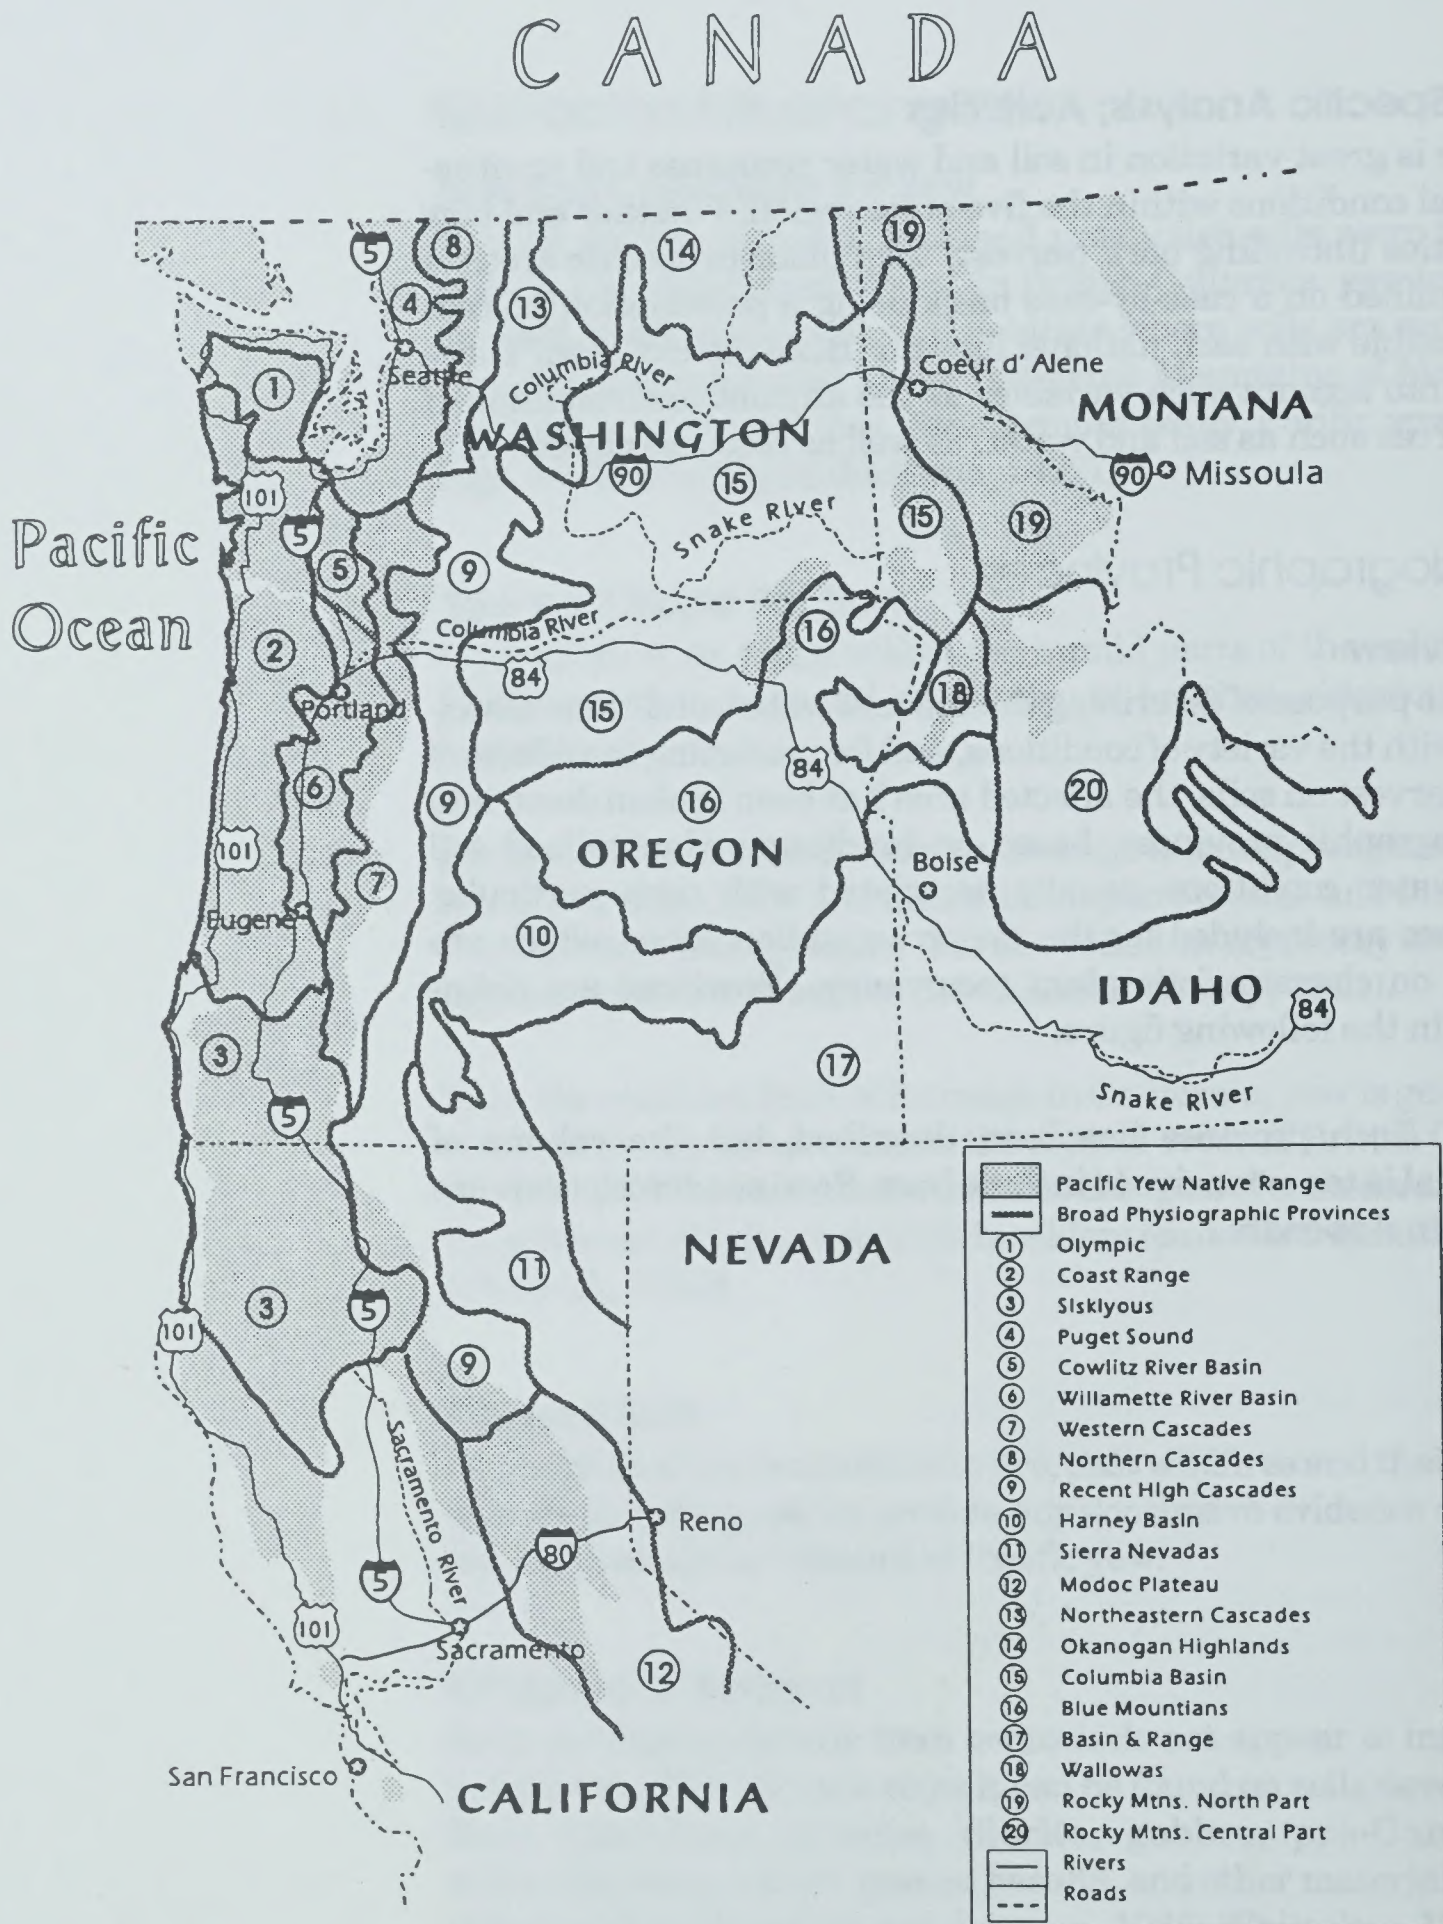 CANADA
5
8
14
19
4
13
1
Seattle
Columbia River
Coeur d' Alene
WASHINGTON
MONTANA
90
15
90
Missoula
101
5
Snake River
15
19
Pacific
Ocean
5
9
Columbia River
16
2
84
Portland
15
18
84
6
9
16
20
101
OREGON
Boise
7
Eugene
10
IDAHO
84
3
17
5
Snake River
NEVADA
11
3
5
101
9
Sacramento River
Reno
80
5
101
Sacramento
12
San Francisco
CALIFORNIA
Pacific Yew Native Range
Broad Physiographic Provinces
1 Olympic
2 Coast Range
3 Siskiyous
4 Puget Sound
5 Cowlitz River Basin
6 Willamette River Basin
7 Western Cascades
8 Northern Cascades
9 Recent High Cascades
10 Harney Basin
11 Sierra Nevadas
12 Modoc Plateau
13 Northeastern Cascades
14 Okanogan Highlands
15 Columbia Basin
16 Blue Mountians
17 Basin & Range
18 Wallowas
19 Rocky Mtns. North Part
20 Rocky Mtns. Central Part
Rivers
Roads